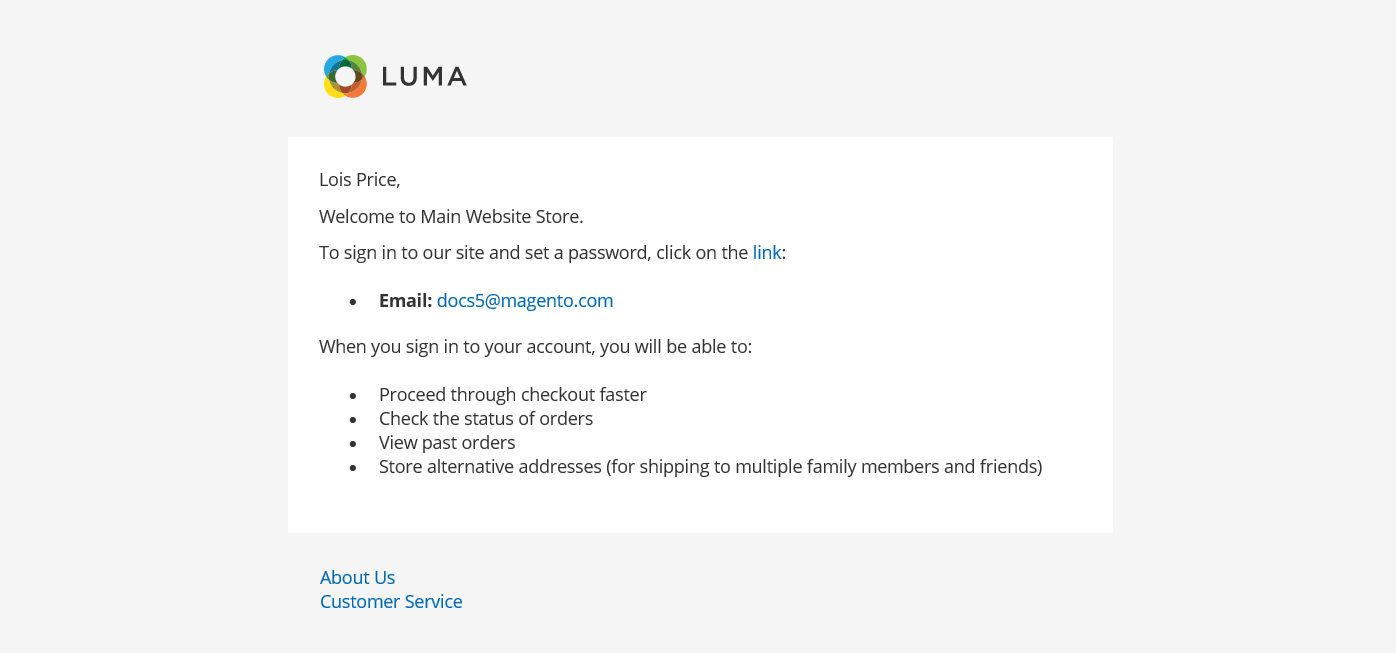 LUMA
Lois Price,
Welcome to Main Website Store.
To sign in to our site and set a password, click on the link:
• Email: docs5@magento.com
When you sign in to your account, you will be able to:
• Proceed through checkout faster
• Check the status of orders
• View past orders
• Store alternative addresses (for shipping to multiple family members and friends)
About Us
Customer Service